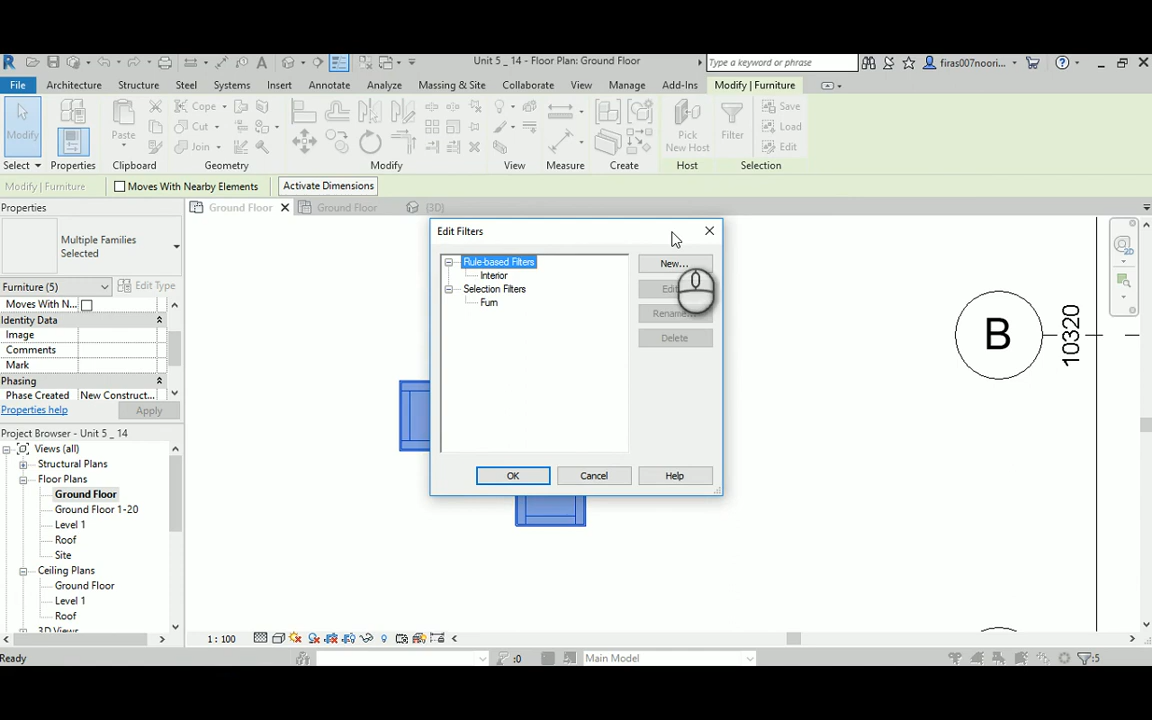 Unit 5 _ 14 - Floor Plan: Ground Floor
Type a keyword or phrase
firas007noori...
File
Architecture
Structure
Steel
Systems
Insert
Annotate
Analyze
Massing & Site
Collaborate
View
Manage
Add-Ins
Modify | Furniture
Modify
Paste
Cope
Cut
Join
Pick
New Host
Filter
Save
Load
Edit
Select
Properties
Clipboard
Geometry
Modify
View
Measure
Create
Host
Selection
Modify | Furniture
Moves With Nearby Elements
Activate Dimensions
Properties
Ground Floor
Ground Floor
(3D)
Multiple Families
Selected
Furniture (5)
Edit Type
Moves With N...
Identity Data
Image
Comments
Mark
Phasing
Phase Created
New Construct...
Properties help
Apply
Project Browser - Unit 5 _ 14
Views (all)
Structural Plans
Floor Plans
Ground Floor
Ground Floor 1-20
Level 1
Roof
Site
Ceiling Plans
Ground Floor
Level 1
Roof
3D Views
Edit Filters
Rule-based Filters
Interior
Selection Filters
Furn
New...
Delete
OK
Cancel
Help
B
10320
1 : 100
Ready
:0
Main Model
:5